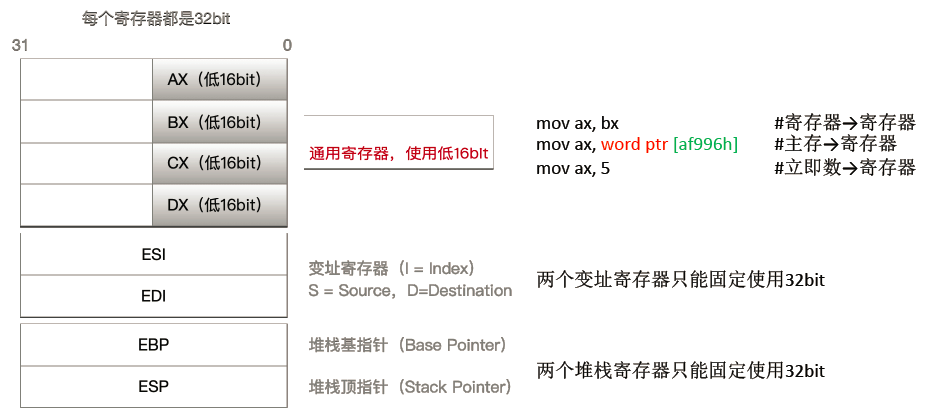 每个寄存器都是32bit
31 0
AX（低16bit）
BX（低16bit）
CX（低16bit）
DX（低16bit）
通用寄存器，使用低16bit
mov ax, bx #寄存器→寄存器
mov ax, word ptr [af996h] #主存→寄存器
mov ax, 5 #立即数→寄存器
ESI
EDI
变址寄存器（I = Index）
S = Source，D=Destination
两个变址寄存器只能固定使用32bit
EBP
ESP
堆栈基指针（Base Pointer）
堆栈顶指针（Stack Pointer）
两个堆栈寄存器只能固定使用32bit